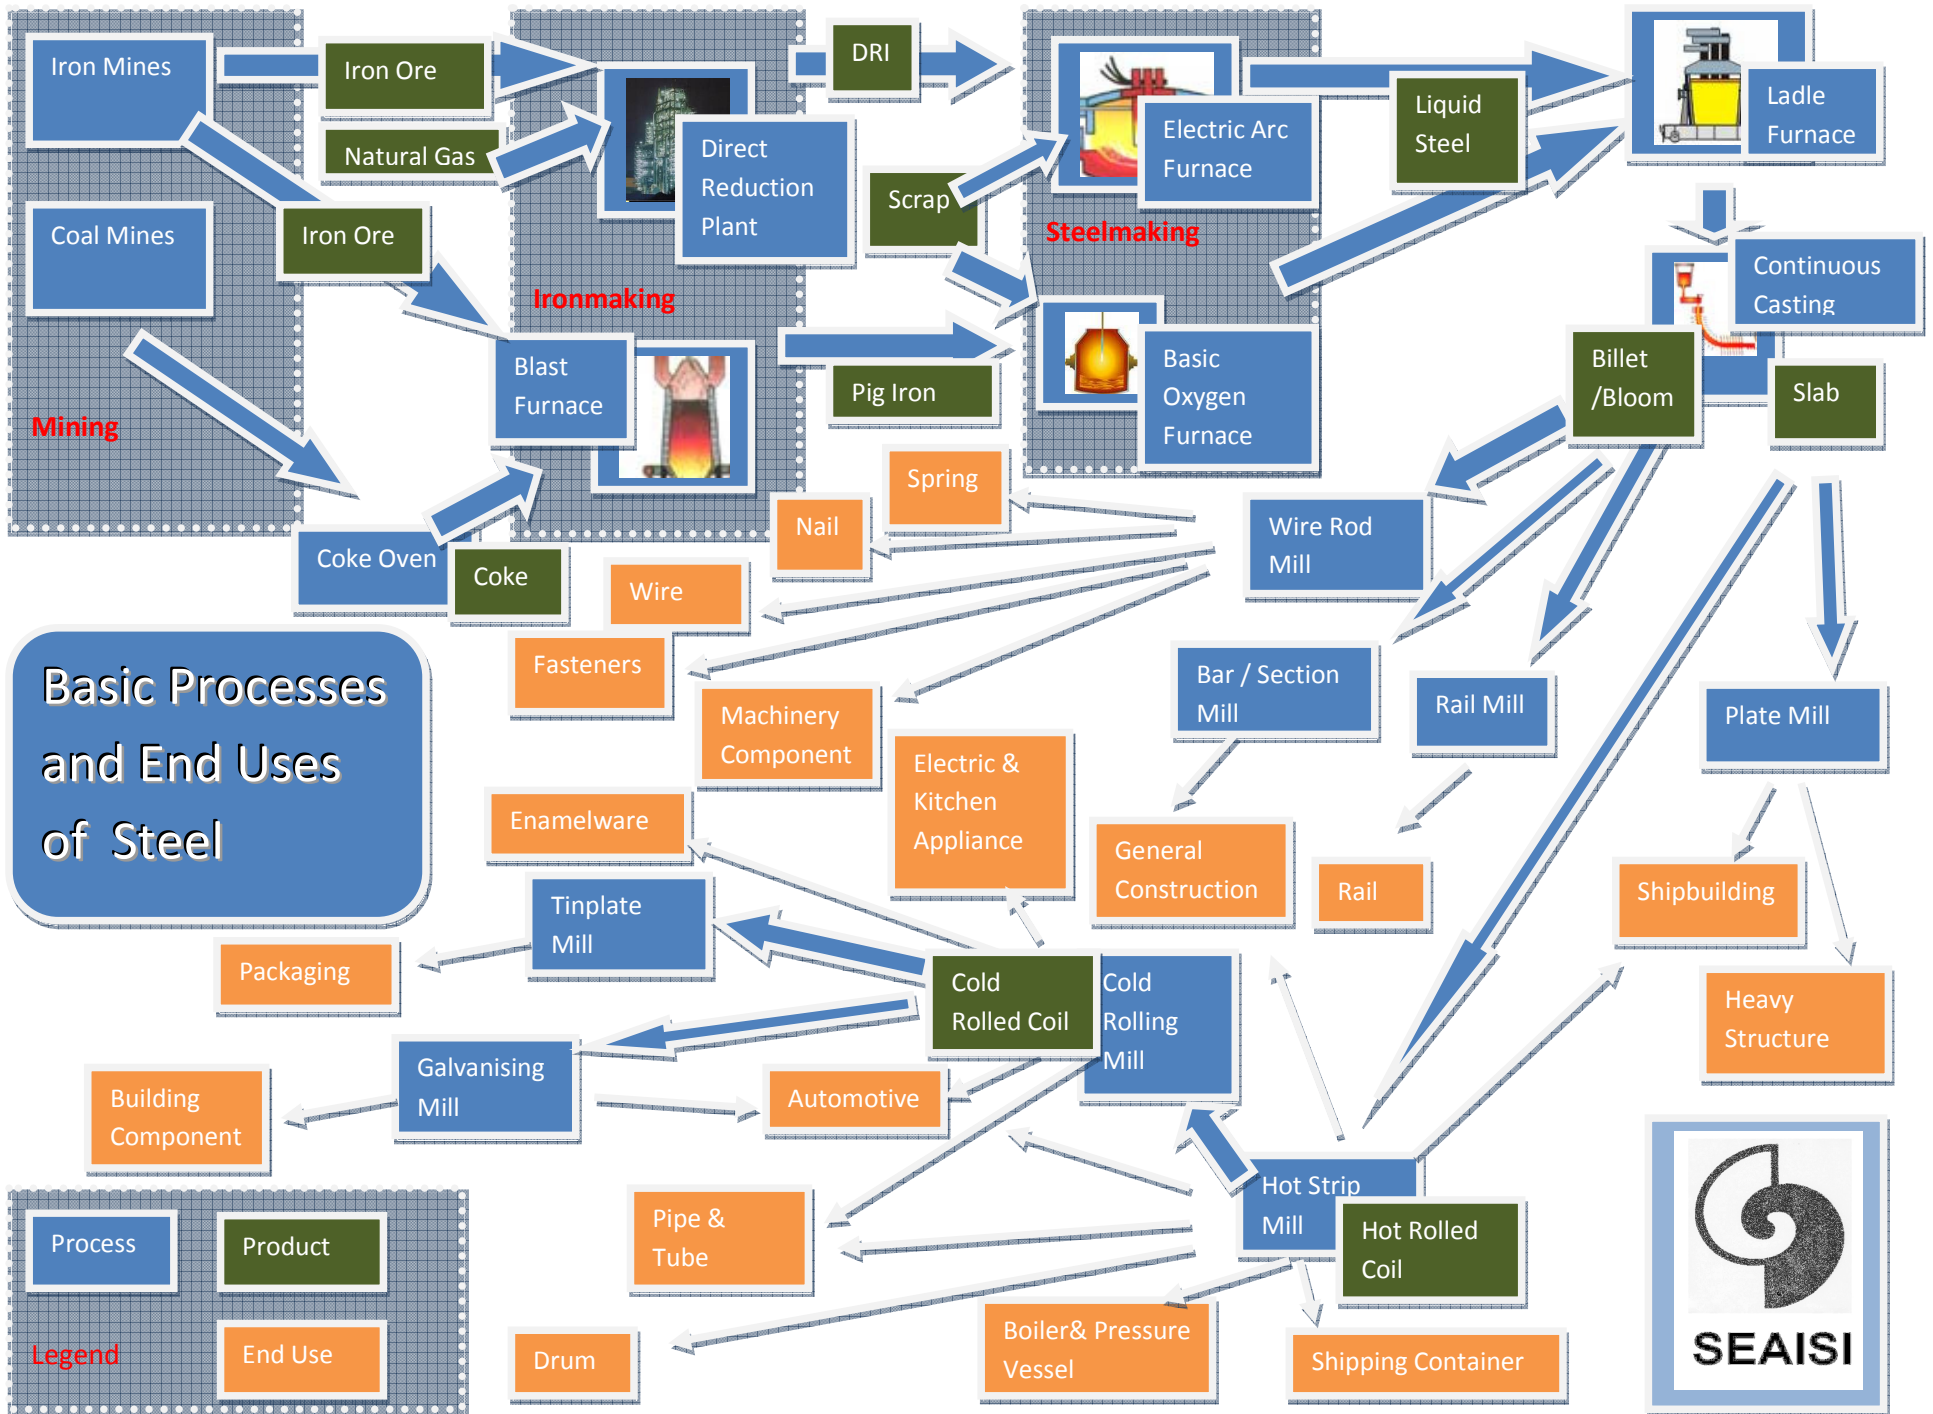 Iron Mines
Iron Ore
DRI
Natural Gas
Direct
Reduction
Plant
Electric Arc
Furnace
Liquid
Steel
Ladle
Furnace
Scrap
Coal Mines
Iron Ore
Steelmaking
Ironmaking
Continuous
Casting
Blast
Furnace
Pig Iron
Basic
Oxygen
Furnace
Billet
/Bloom
Slab
Mining
Spring
Nail
Wire Rod
Mill
Coke Oven
Coke
Wire
Fasteners
Machinery
Component
Bar / Section
Mill
Rail Mill
Plate Mill
Basic Processes
and End Uses
of Steel
Electric &
Kitchen
Appliance
Enamelware
General
Construction
Rail
Shipbuilding
Tinplate
Mill
Packaging
Cold
Rolled Coil
Cold
Rolling
Mill
Heavy
Structure
Galvanising
Mill
Automotive
Building
Component
Hot Strip
Mill
Hot Rolled
Coil
Pipe &
Tube
Process
Product
Legend
End Use
Drum
Boiler& Pressure
Vessel
Shipping Container
SEAISI